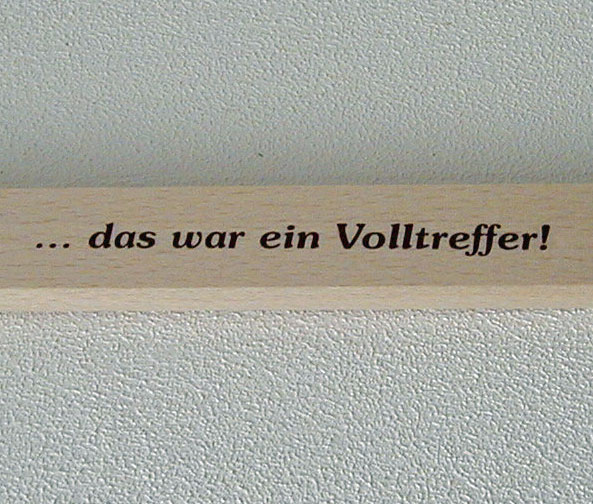 ... das war ein Volltreffer!